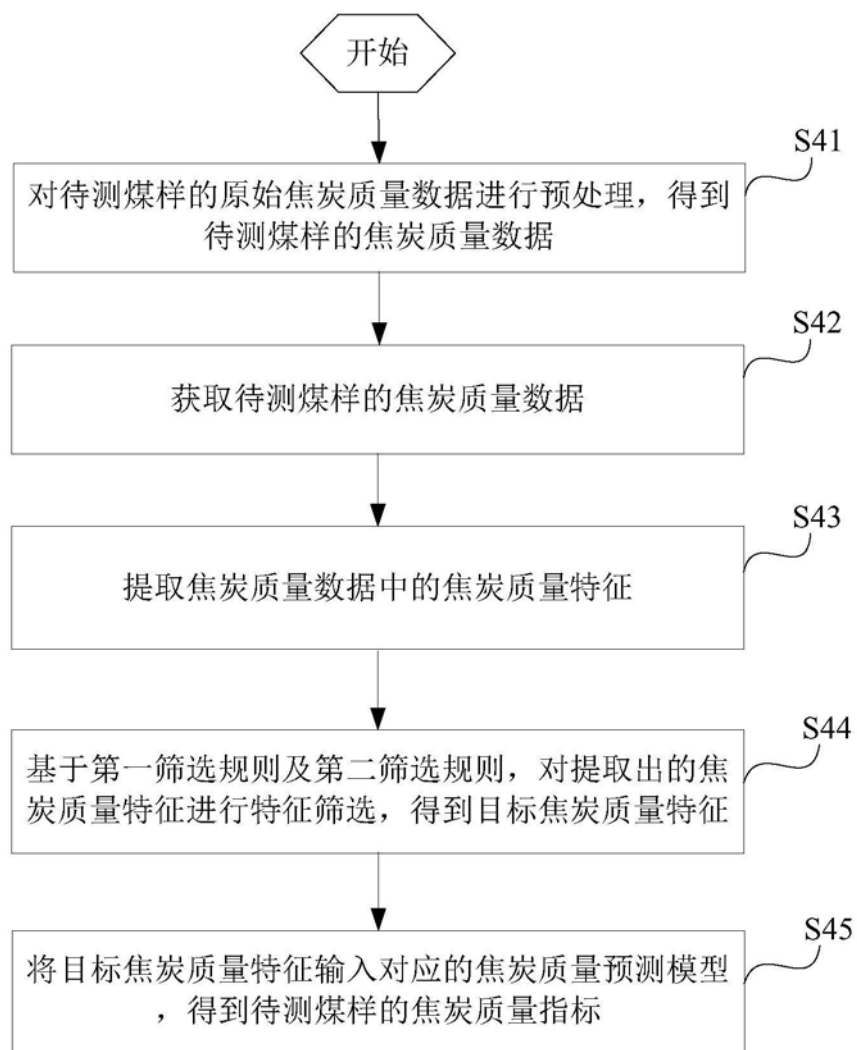 开始
S41
对待测煤样的原始焦炭质量数据进行预处理，得到
待测煤样的焦炭质量数据
S42
获取待测煤样的焦炭质量数据
S43
提取焦炭质量数据中的焦炭质量特征
S44
基于第一筛选规则及第二筛选规则，对提取出的焦
炭质量特征进行特征筛选，得到目标焦炭质量特征
S45
将目标焦炭质量特征输入对应的焦炭质量预测模型
，得到待测煤样的焦炭质量指标